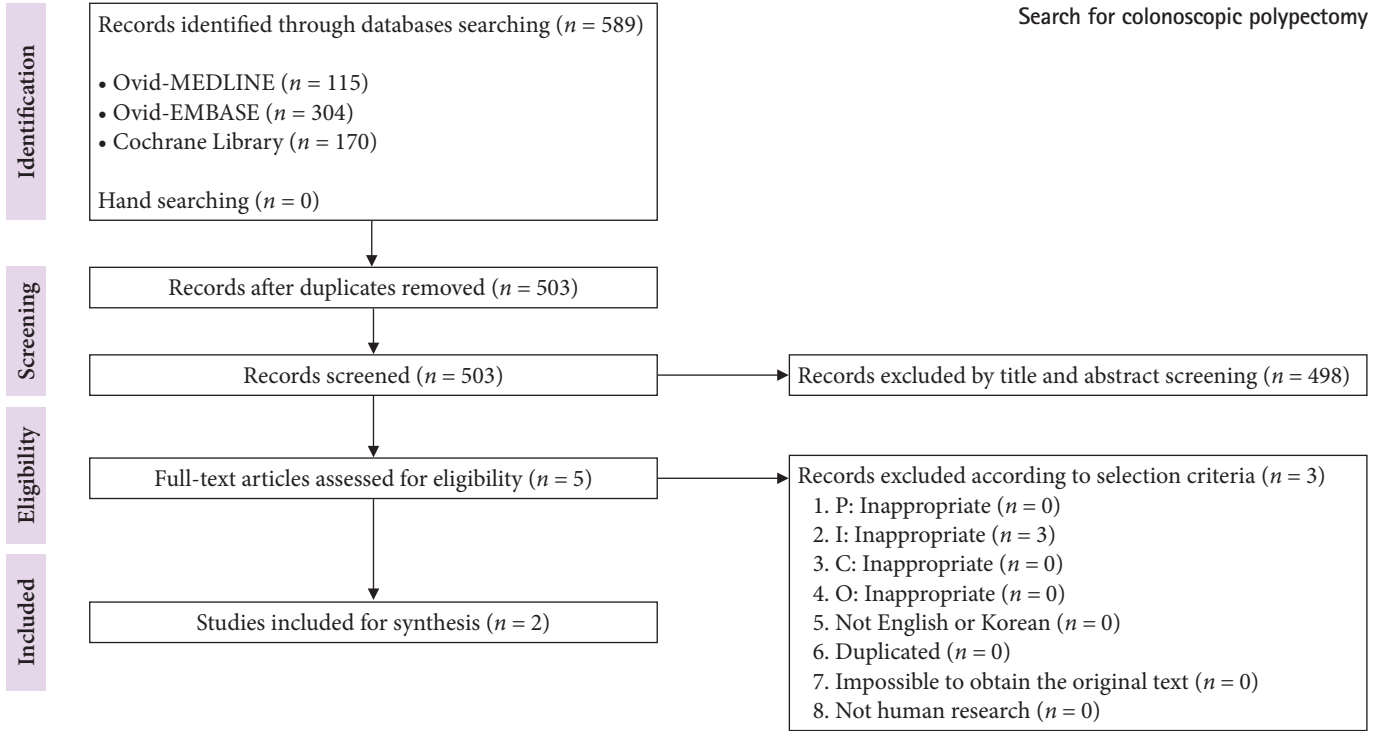 Search for colonoscopic polypectomy
Identification
Records identified through databases searching (n = 589)
• Ovid-MEDLINE (n = 115)
• Ovid-EMBASE (n = 304)
• Cochrane Library (n = 170)
Hand searching (n = 0)
Screening
Records after duplicates removed (n = 503)
Records screened (n = 503)
Records excluded by title and abstract screening (n = 498)
Eligibility
Full-text articles assessed for eligibility (n = 5)
Records excluded according to selection criteria (n = 3)
1. P: Inappropriate (n = 0)
2. I: Inappropriate (n = 3)
3. C: Inappropriate (n = 0)
4. O: Inappropriate (n = 0)
5. Not English or Korean (n = 0)
6. Duplicated (n = 0)
7. Impossible to obtain the original text (n = 0)
8. Not human research (n = 0)
Included
Studies included for synthesis (n = 2)